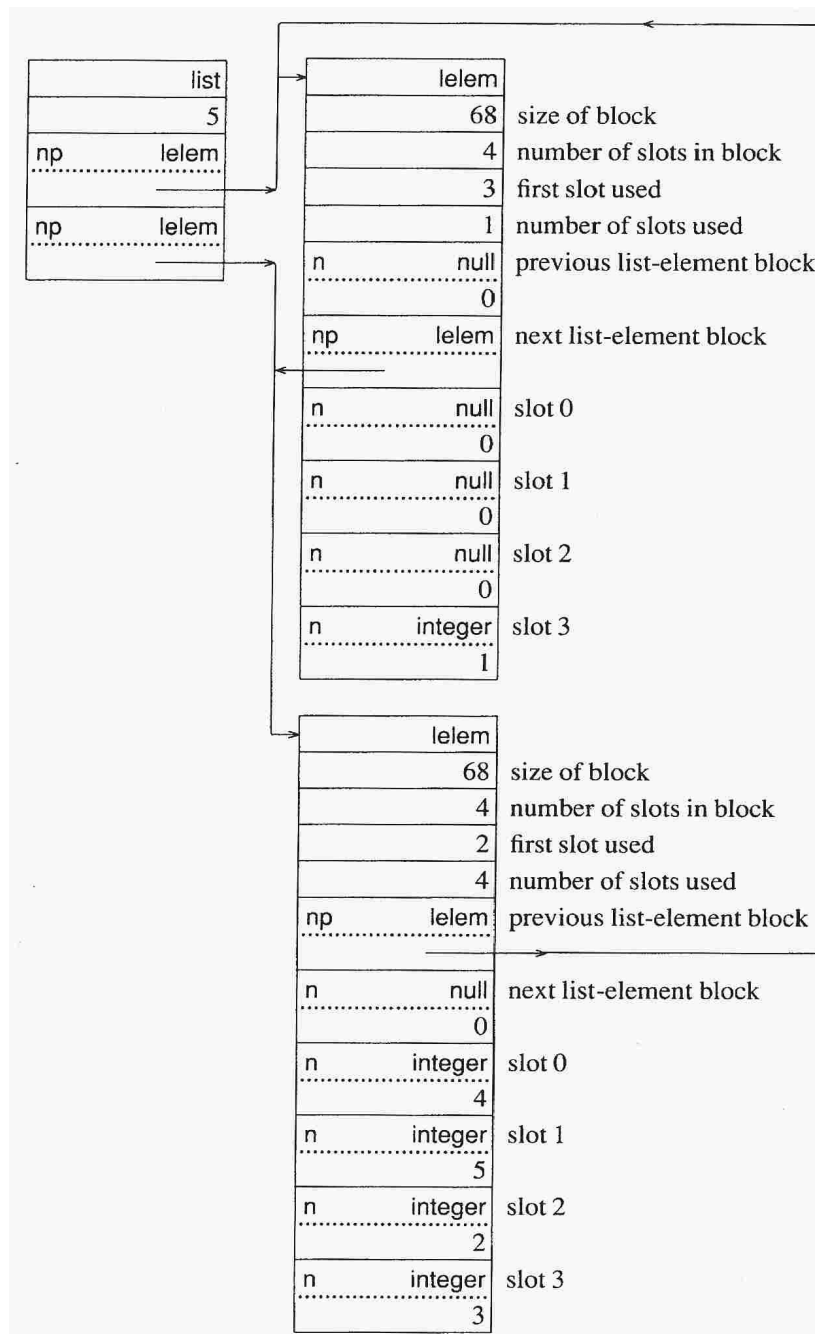 list
5
np lelem
np lelem
lelem
68 size of block
4 number of slots in block
3 first slot used
1 number of slots used
n null previous list-element block
0
np lelem next list-element block
n null slot 0
0
n null slot 1
0
n null slot 2
0
n integer slot 3
1
lelem
68 size of block
4 number of slots in block
2 first slot used
4 number of slots used
np lelem previous list-element block
n null next list-element block
0
n integer slot 0
4
n integer slot 1
5
n integer slot 2
2
n integer slot 3
3